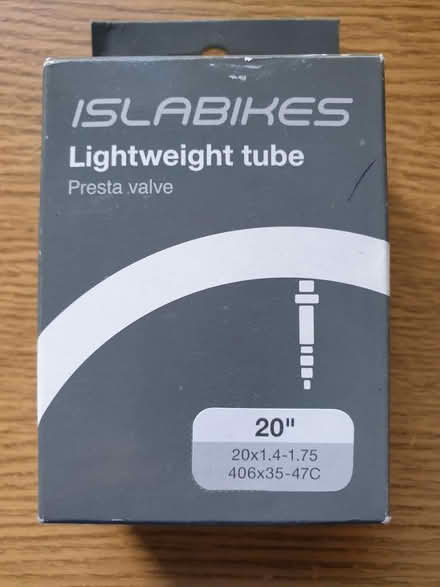 ISLABIKES
Lightweight tube
Presta valve
20"
20x1.4-1.75
406x35-47C